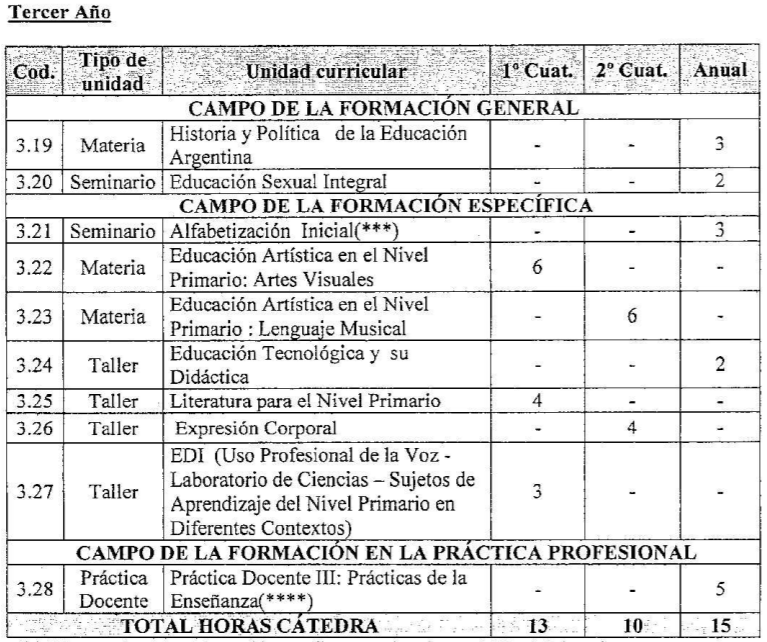 Tercer Año
Cod. Tipo de unidad Unidad curricular 1º Cuat. 2º Cuat. Anual
CAMPO DE LA FORMACIÓN GENERAL
3.19 Materia Historia y Política de la Educación Argentina - - 3
3.20 Seminario Educación Sexual Integral - - 2
CAMPO DE LA FORMACIÓN ESPECÍFICA
3.21 Seminario Alfabetización Inicial(***) - - 3
3.22 Materia Educación Artística en el Nivel Primario: Artes Visuales 6 - -
3.23 Materia Educación Artística en el Nivel Primario : Lenguaje Musical - 6 -
3.24 Taller Educación Tecnológica y su Didáctica - - 2
3.25 Taller Literatura para el Nivel Primario 4 - -
3.26 Taller Expresión Corporal - 4 -
3.27 Taller EDI (Uso Profesional de la Voz - Laboratorio de Ciencias – Sujetos de Aprendizaje del Nivel Primario en Diferentes Contextos) 3 - -
CAMPO DE LA FORMACIÓN EN LA PRÁCTICA PROFESIONAL
3.28 Práctica Docente Práctica Docente III: Prácticas de la Enseñanza(****) - - 5
TOTAL HORAS CÁTEDRA 13 10 15